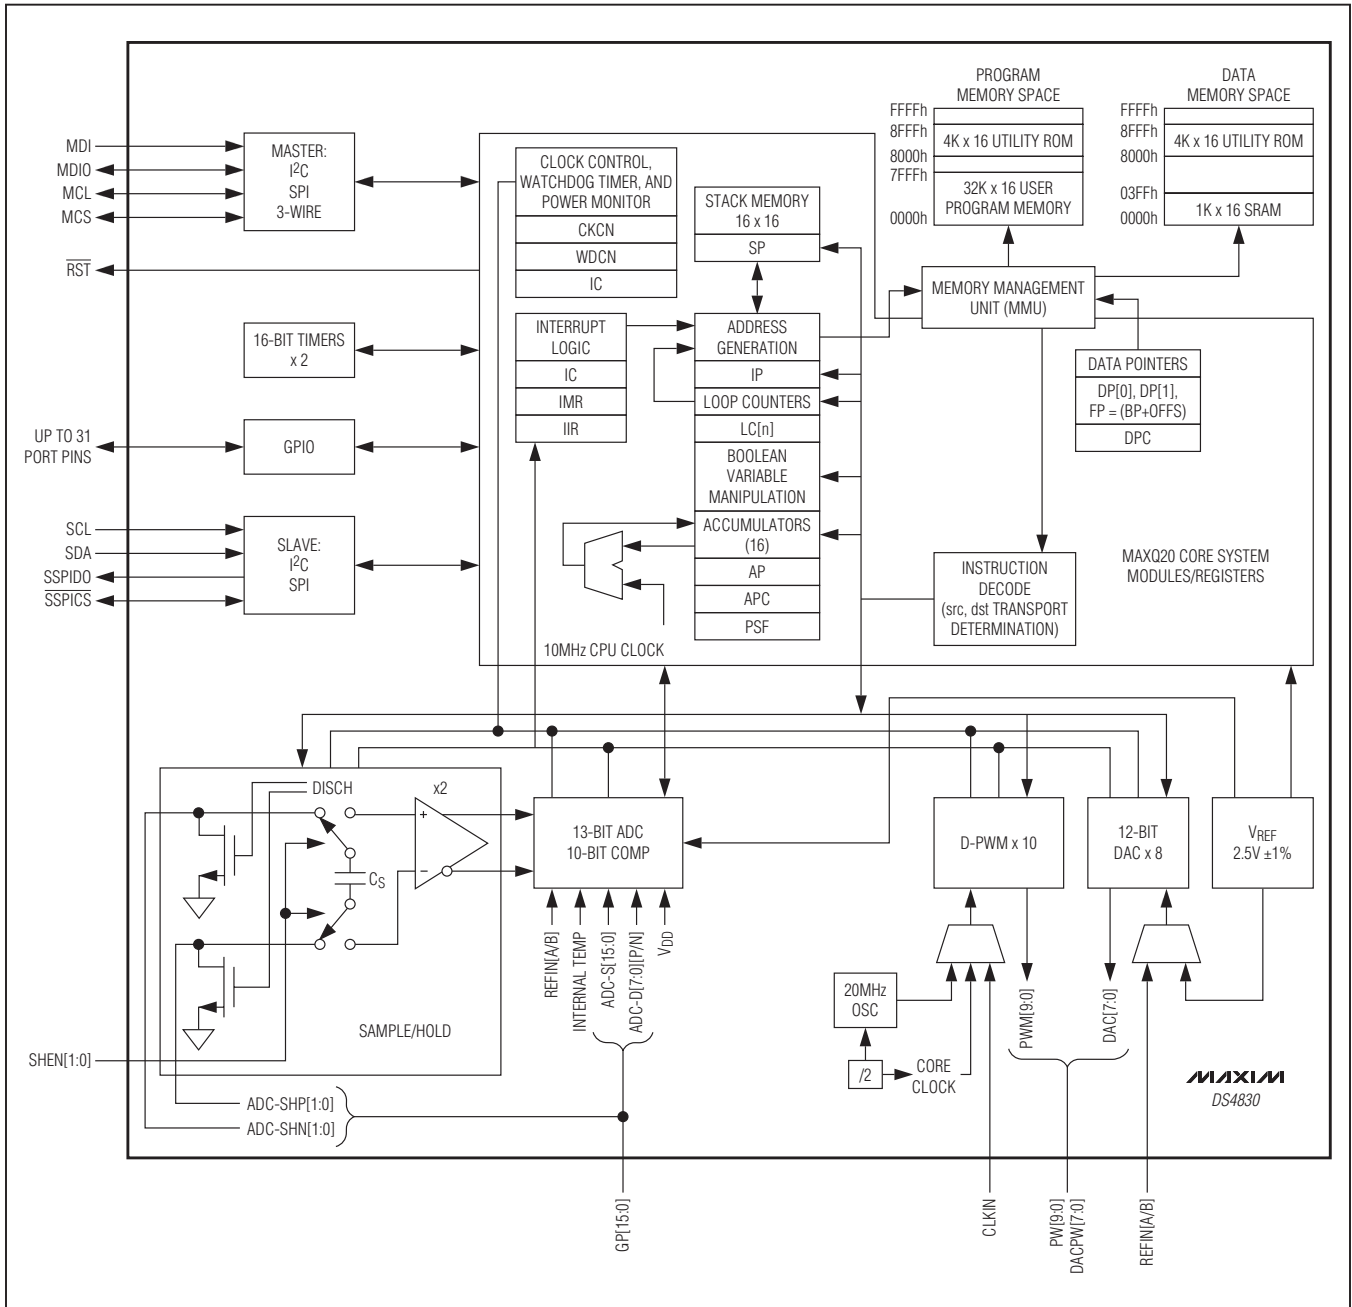 PROGRAM
MEMORY SPACE
FFFFh
8FFFh
4K x 16 UTILITY ROM
8000h
7FFFh
32K x 16 USER
PROGRAM MEMORY
0000h
DATA
MEMORY SPACE
FFFFh
8FFFh
4K x 16 UTILITY ROM
8000h
03FFh
1K x 16 SRAM
0000h
MDI
MDIO
MCL
MCS
MASTER:
I2C
SPI
3-WIRE
RST
16-BIT TIMERS
x 2
UP TO 31
PORT PINS
GPIO
SCL
SDA
SSPIDO
SSPICS
SLAVE:
I2C
SPI
CLOCK CONTROL,
WATCHDOG TIMER, AND
POWER MONITOR
CKCN
WDCN
IC
STACK MEMORY
16 x 16
SP
INTERRUPT
LOGIC
IC
IMR
IIR
ADDRESS
GENERATION
IP
LOOP COUNTERS
LC[n]
BOOLEAN
VARIABLE
MANIPULATION
ACCUMULATORS
(16)
AP
APC
PSF
10MHz CPU CLOCK
MEMORY MANAGEMENT
UNIT (MMU)
DATA POINTERS
DP[0], DP[1],
FP = (BP+OFFS)
DPC
INSTRUCTION
DECODE
(src, dst TRANSPORT
DETERMINATION)
MAXQ20 CORE SYSTEM
MODULES/REGISTERS
DISCH
x2
+
−
CS
SAMPLE/HOLD
SHEN[1:0]
ADC-SHP[1:0]
ADC-SHN[1:0]
13-BIT ADC
10-BIT COMP
REFIN[A/B]
INTERNAL TEMP
ADC-S[15:0]
ADC-D[7:0][P/N]
VDD
GP[15:0]
D-PWM x 10
12-BIT
DAC x 8
VREF
2.5V ±1%
20MHz
OSC
/2
CORE
CLOCK
PWM[9:0]
DAC[7:0]
CLKIN
PW[9:0]
DACPW[7:0]
REFIN[A/B]
MAXIM
DS4830